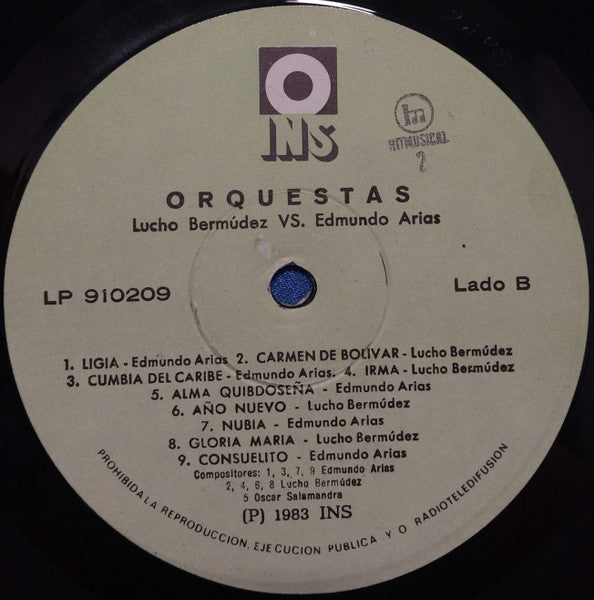 INS
m
RITMUSICAL
2
ORQUESTAS
Lucho Bermúdez VS. Edmundo Arias
LP 910209
Lado B
1. LIGIA - Edmundo Arias 2. CARMEN DE BOLIVAR - Lucho Bermúdez
3. CUMBIA DEL CARIBE - Edmundo Arias. 4. IRMA - Lucho Bermúdez
5. ALMA QUIBDOSEÑA - Edmundo Arias
6. AÑO NUEVO - Lucho Bermúdez
7. NUBIA - Edmundo Arias
8. GLORIA MARIA - Lucho Bermúdez
9. CONSUELITO - Edmundo Arias
Compositores: 1, 3, 7, 9 Edmundo Arias
2, 4, 6, 8 Lucho Bermúdez
5 Oscar Salamandra
(P) 1983 INS
PROHIBIDA LA REPRODUCCION, EJECUCION PUBLICA Y O RADIOTELEDIFUSION